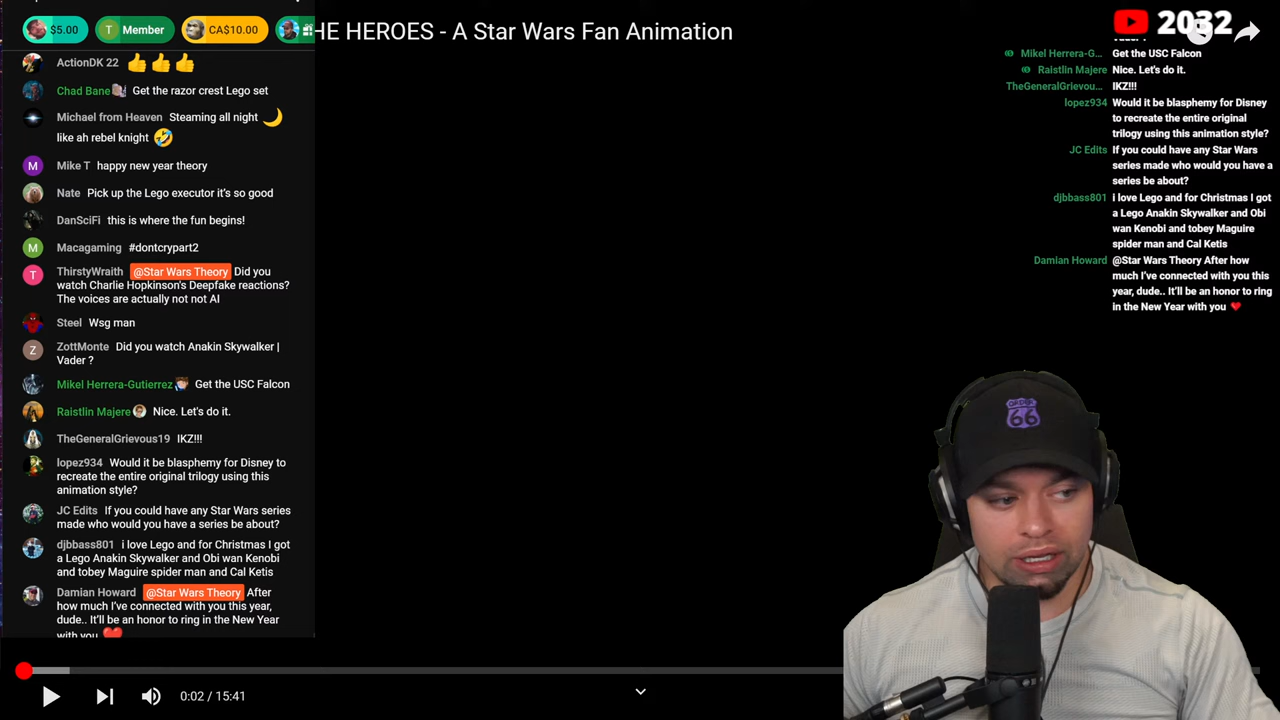 $5.00
T Member
CA$10.00
HE HEROES - A Star Wars Fan Animation
2032
ActionDK 22
Chad Bane Get the razor crest Lego set
Michael from Heaven Steaming all night
like ah rebel knight
M Mike T happy new year theory
Nate Pick up the Lego executor it's so good
DanSciFi this is where the fun begins!
M Macagaming #dontcrypart2
T ThirstyWraith @Star Wars Theory Did you
watch Charlie Hopkinson's Deepfake reactions?
The voices are actually not not AI
Steel Wsg man
Z ZottMonte Did you watch Anakin Skywalker |
Vader ?
Mikel Herrera-Gutierrez Get the USC Falcon
Raistlin Majere Nice. Let's do it.
TheGeneralGrievous19 IKZ!!!
lopez934 Would it be blasphemy for Disney to
recreate the entire original trilogy using this
animation style?
JC Edits If you could have any Star Wars series
made who would you have a series be about?
djbbass801 i love Lego and for Christmas I got
a Lego Anakin Skywalker and Obi wan Kenobi
and tobey Maguire spider man and Cal Ketis
Damian Howard @Star Wars Theory After
how much I've connected with you this year,
dude.. It'll be an honor to ring in the New Year
with you
Mikel Herrera-G... Get the USC Falcon
Raistlin Majere Nice. Let's do it.
TheGeneralGrievou... IKZ!!!
lopez934 Would it be blasphemy for Disney
to recreate the entire original
trilogy using this animation style?
JC Edits If you could have any Star Wars
series made who would you have a
series be about?
djbbass801 i love Lego and for Christmas I got
a Lego Anakin Skywalker and Obi
wan Kenobi and tobey Maguire
spider man and Cal Ketis
Damian Howard @Star Wars Theory After how
much I've connected with you this
year, dude.. It'll be an honor to ring
in the New Year with you
ORDER
66
0:02 / 15:41